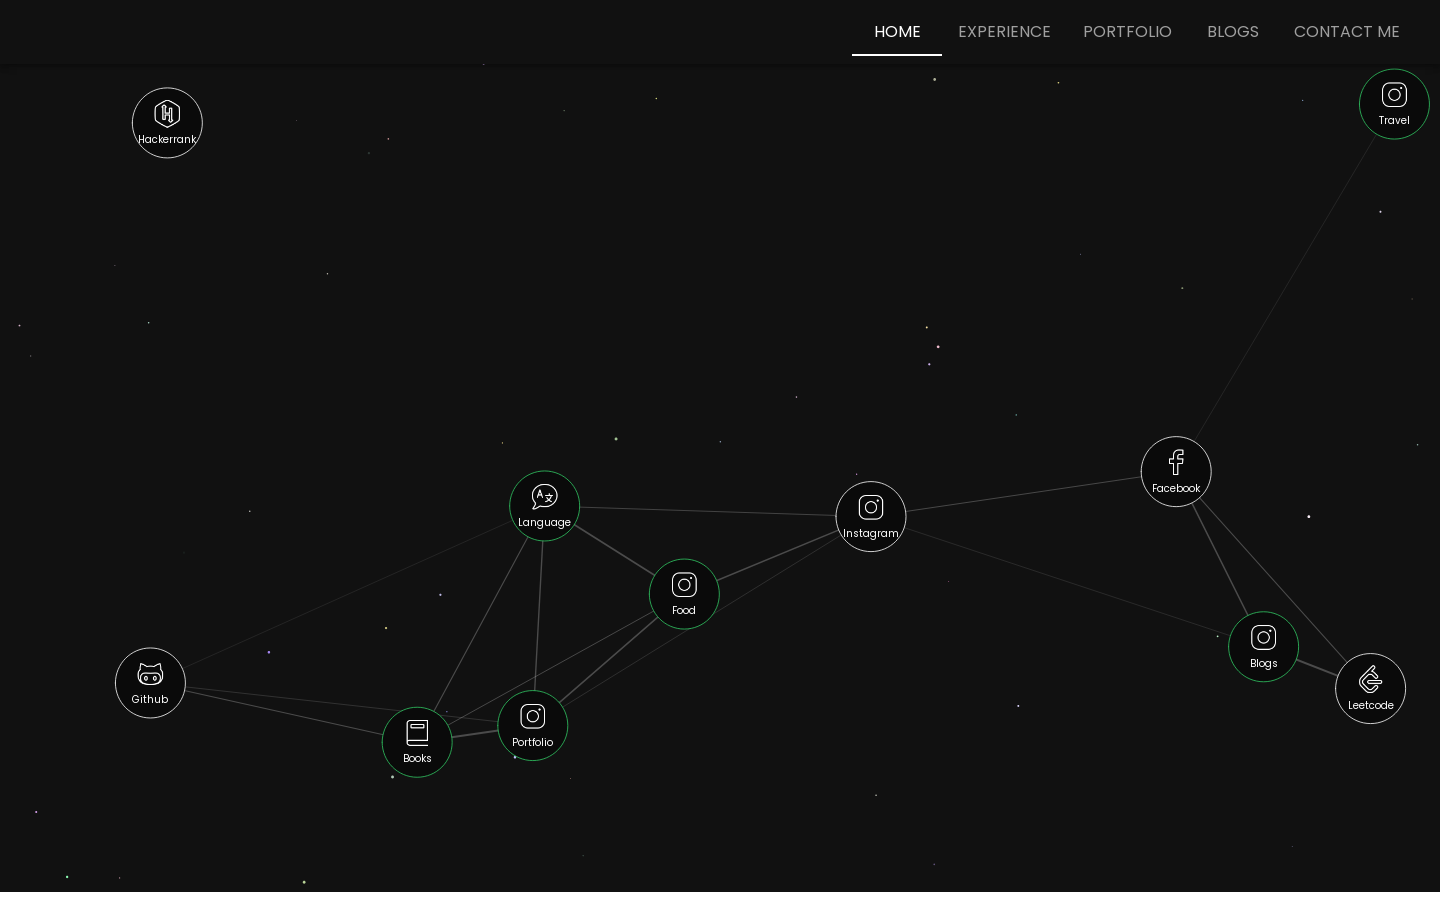 HOME EXPERIENCE PORTFOLIO BLOGS CONTACT ME
Travel
Hackerrank
Facebook
Language
Instagram
Food
Blogs
Github
Leetcode
Portfolio
Books